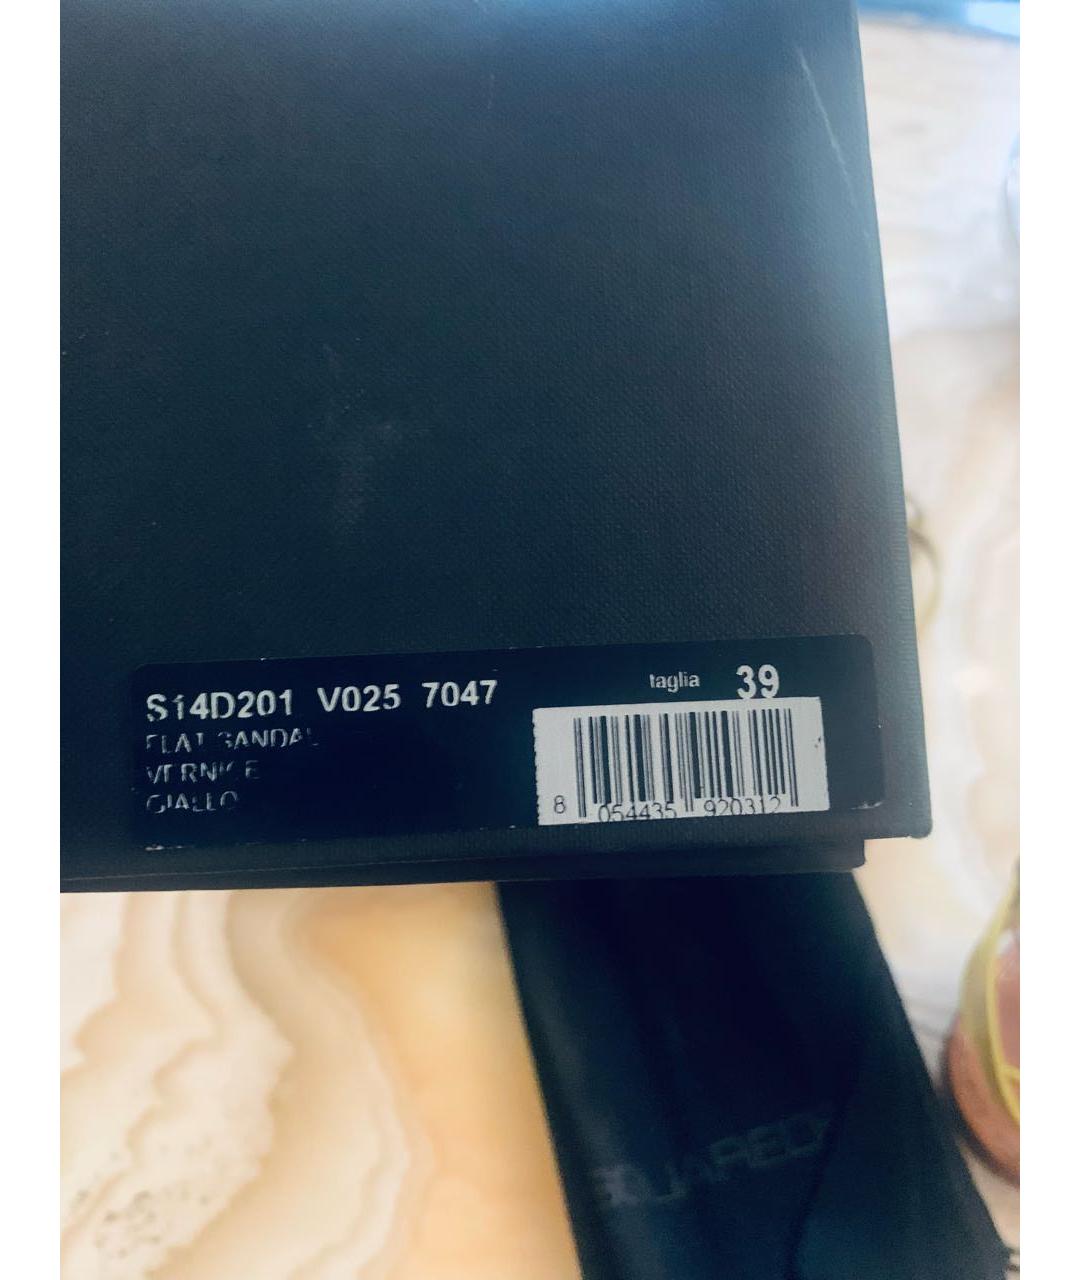 S14D201 V025 7047
taglia 39
FLAT SANDAL
VERNICE
GIALLO
8 054435 920312